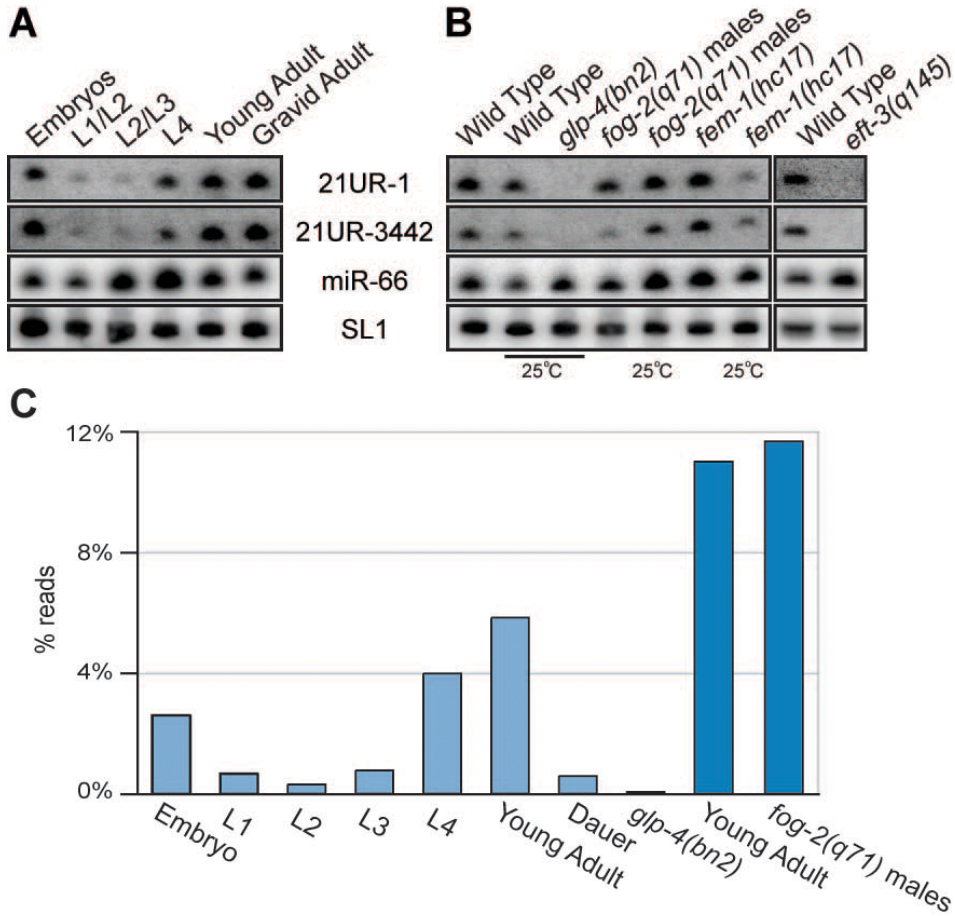 A
B
Embryos
L1/L2
L2/L3
L4
Young Adult
Gravid Adult
Wild Type
Wild Type
glp-4(bn2)
fog-2(q71) males
fog-2(q71) males
fem-1(hc17)
fem-1(hc17)
Wild Type
eft-3(q145)
21UR-1
21UR-3442
miR-66
SL1
25°C
25°C
25°C
C
% reads
12%
8%
4%
0%
Embryo
L1
L2
L3
L4
Young Adult
Dauer
glp-4(bn2)
Young Adult
fog-2(q71) males